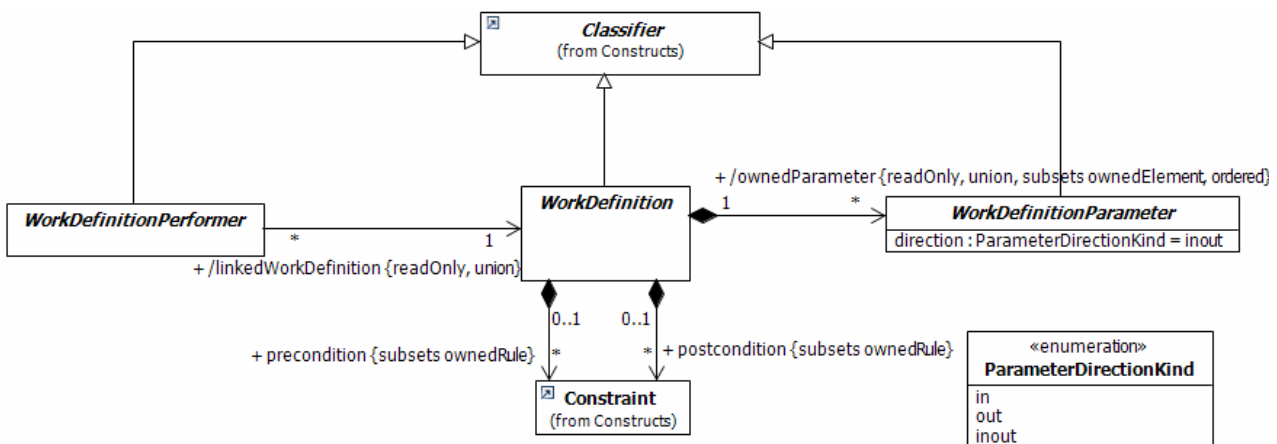 Classifier
(from Constructs)
+ /ownedParameter {readOnly, union, subsets ownedElement, ordered}
WorkDefinitionPerformer
WorkDefinition
1
*
WorkDefinitionParameter
direction : ParameterDirectionKind = inout
*
1
+ /linkedWorkDefinition {readOnly, union}
0..1
0..1
+ precondition {subsets ownedRule}
*
*
+ postcondition {subsets ownedRule}
Constraint
(from Constructs)
«enumeration»
ParameterDirectionKind
in
out
inout